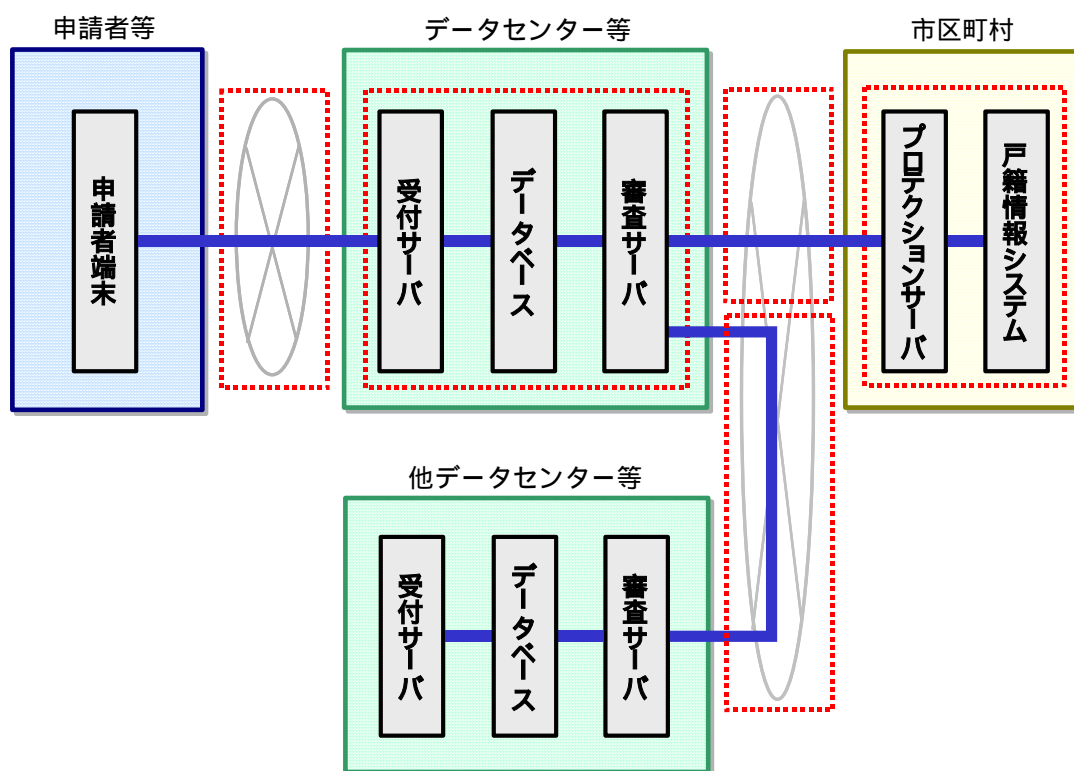 申請者等
データセンター等
市区町村
申請者端末
受付サーバ
データベース
審査サーバ
プロテクションサーバ
戸籍情報システム
他データセンター等
受付サーバ
データベース
審査サーバ